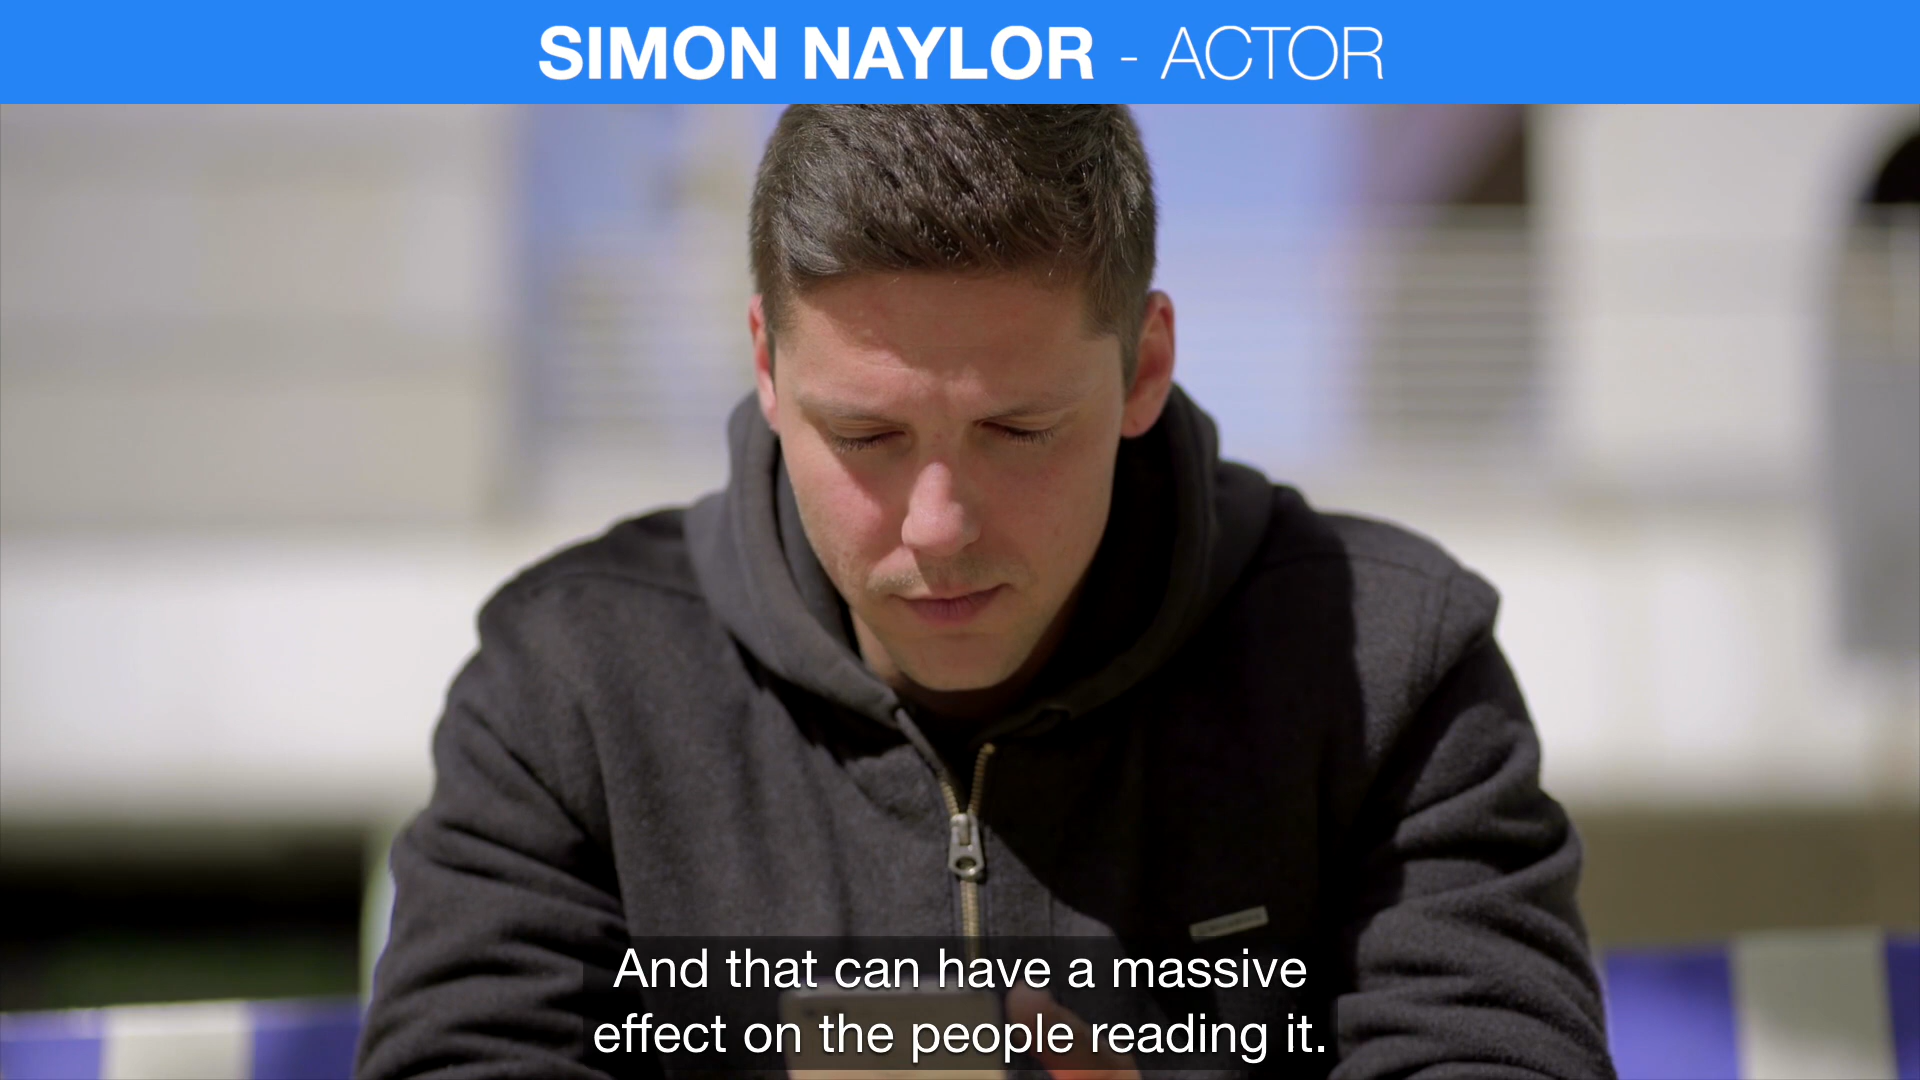 SIMON NAYLOR - ACTOR
And that can have a massive
effect on the people reading it.